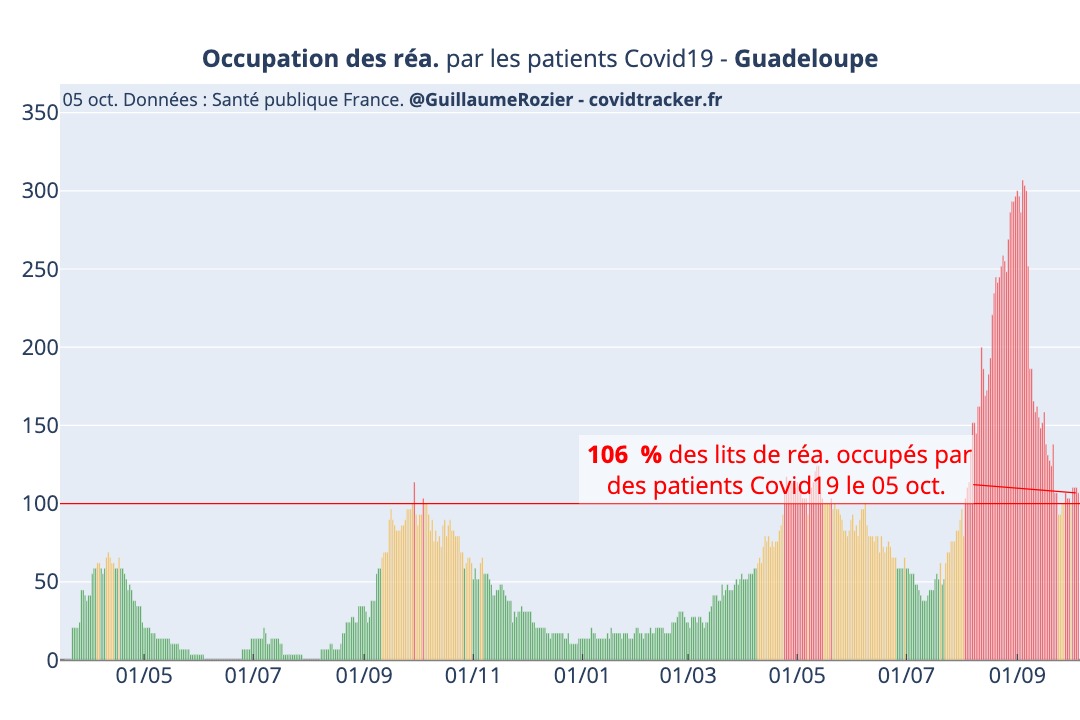 Occupation des réa. par les patients Covid19 - Guadeloupe
05 oct. Données : Santé publique France. @GuillaumeRozier - covidtracker.fr
350
300
250
200
150
100
50
0
106 % des lits de réa. occupés par
des patients Covid19 le 05 oct.
01/05 01/07 01/09 01/11 01/01 01/03 01/05 01/07 01/09